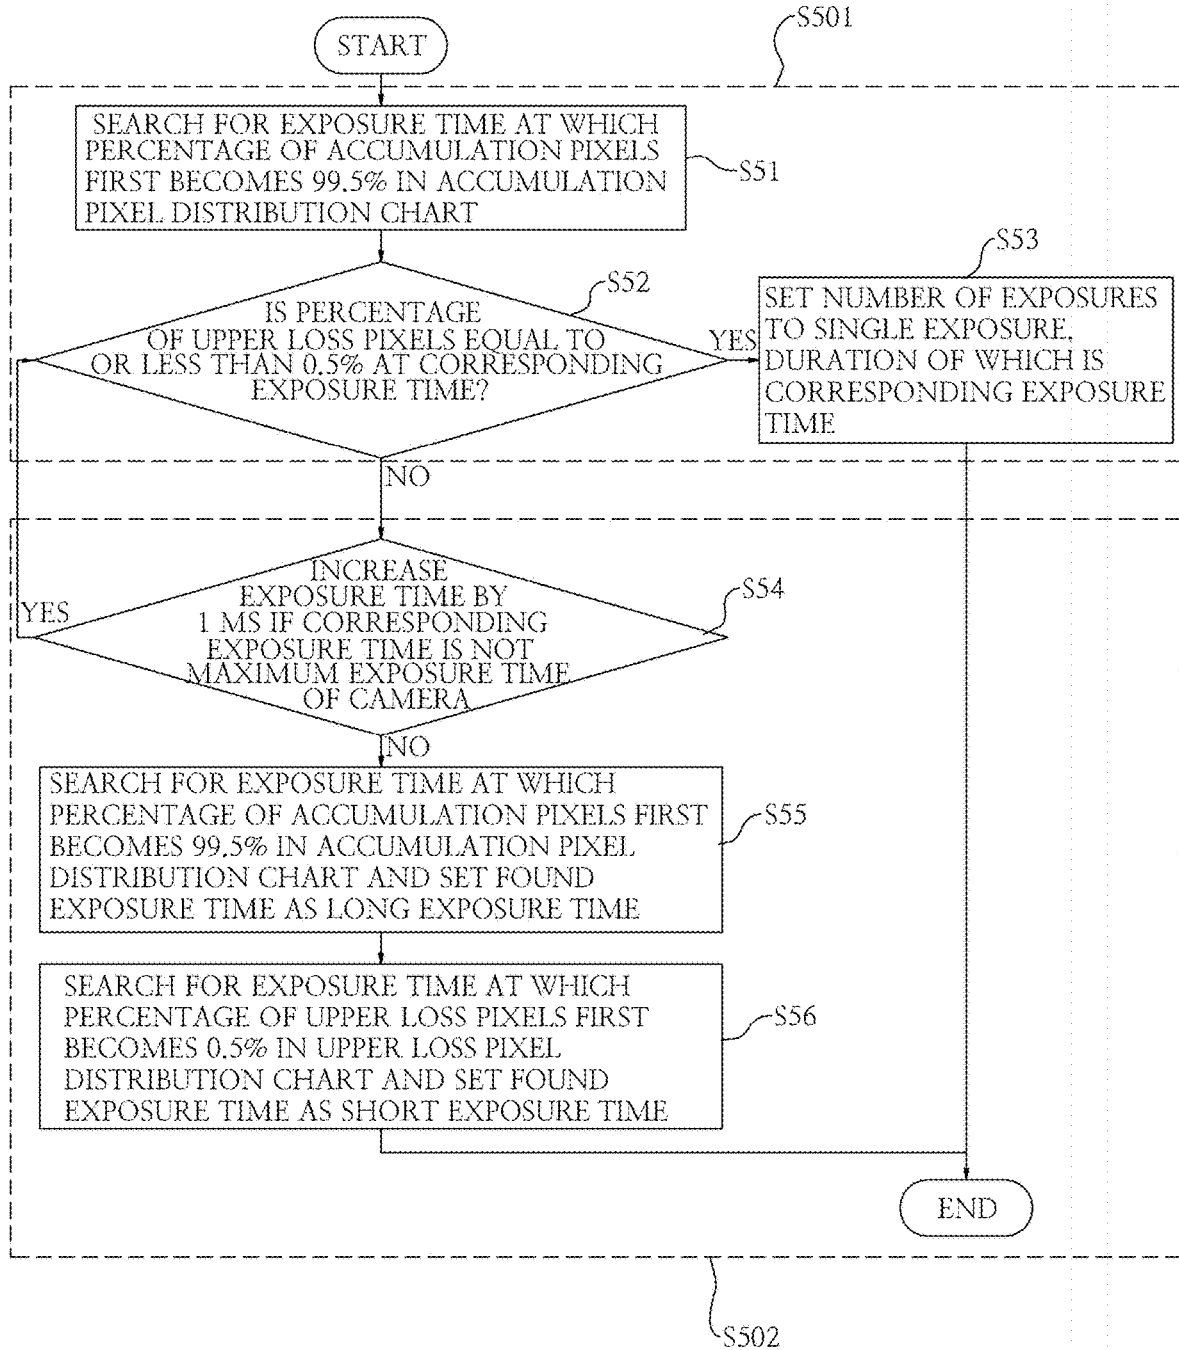 S501
START
SEARCH FOR EXPOSURE TIME AT WHICH
PERCENTAGE OF ACCUMULATION PIXELS
FIRST BECOMES 99.5% IN ACCUMULATION
PIXEL DISTRIBUTION CHART
S51
S52
IS PERCENTAGE
OF UPPER LOSS PIXELS EQUAL TO
OR LESS THAN 0.5% AT CORRESPONDING
EXPOSURE TIME?
YES
S53
SET NUMBER OF EXPOSURES
TO SINGLE EXPOSURE,
DURATION OF WHICH IS
CORRESPONDING EXPOSURE
TIME
NO
INCREASE
EXPOSURE TIME BY
1 MS IF CORRESPONDING
EXPOSURE TIME IS NOT
MAXIMUM EXPOSURE TIME
OF CAMERA
S54
YES
NO
SEARCH FOR EXPOSURE TIME AT WHICH
PERCENTAGE OF ACCUMULATION PIXELS FIRST
BECOMES 99.5% IN ACCUMULATION PIXEL
DISTRIBUTION CHART AND SET FOUND
EXPOSURE TIME AS LONG EXPOSURE TIME
S55
SEARCH FOR EXPOSURE TIME AT WHICH
PERCENTAGE OF UPPER LOSS PIXELS FIRST
BECOMES 0.5% IN UPPER LOSS PIXEL
DISTRIBUTION CHART AND SET FOUND
EXPOSURE TIME AS SHORT EXPOSURE TIME
S56
END
S502